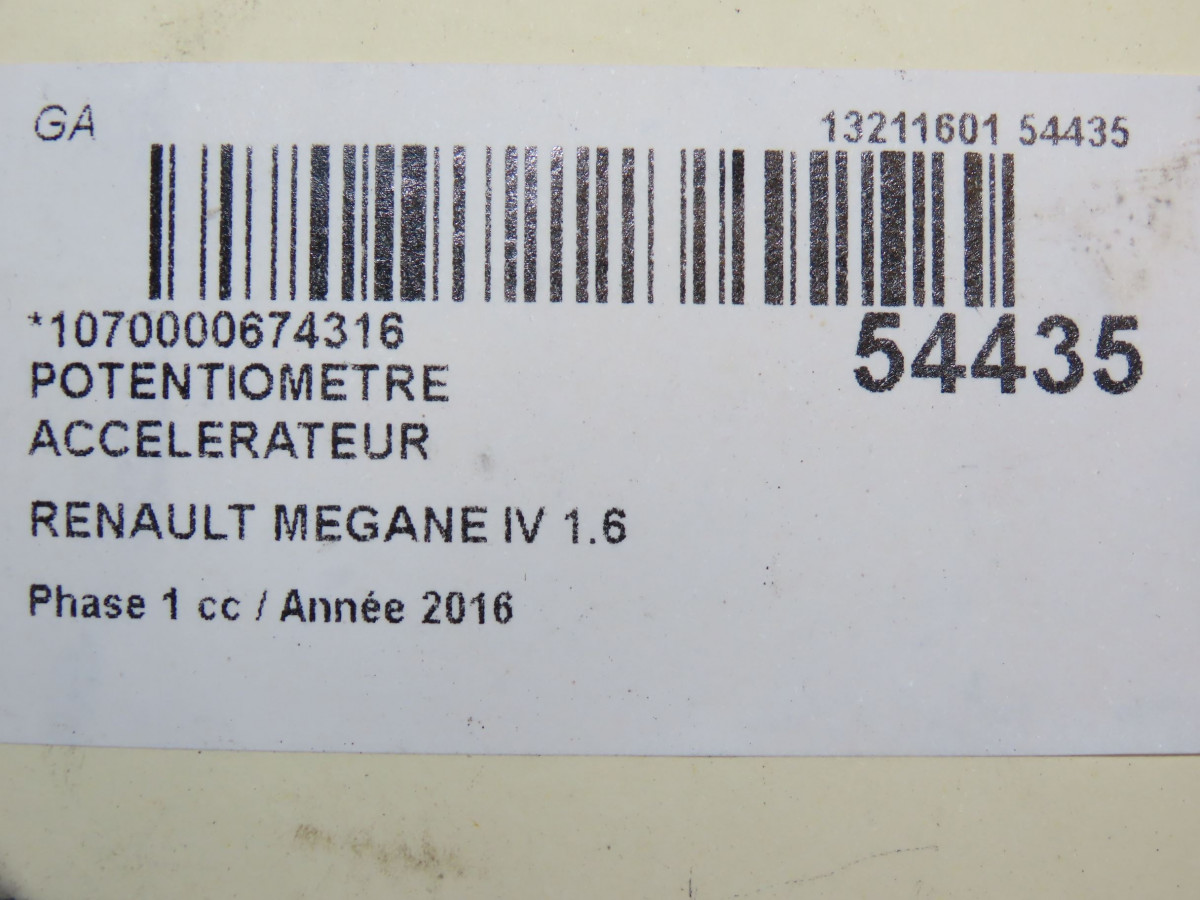 GA
13211601 54435
*1070000674316
54435
POTENTIOMETRE
ACCELERATEUR
RENAULT MEGANE IV 1.6
Phase 1 cc / Année 2016